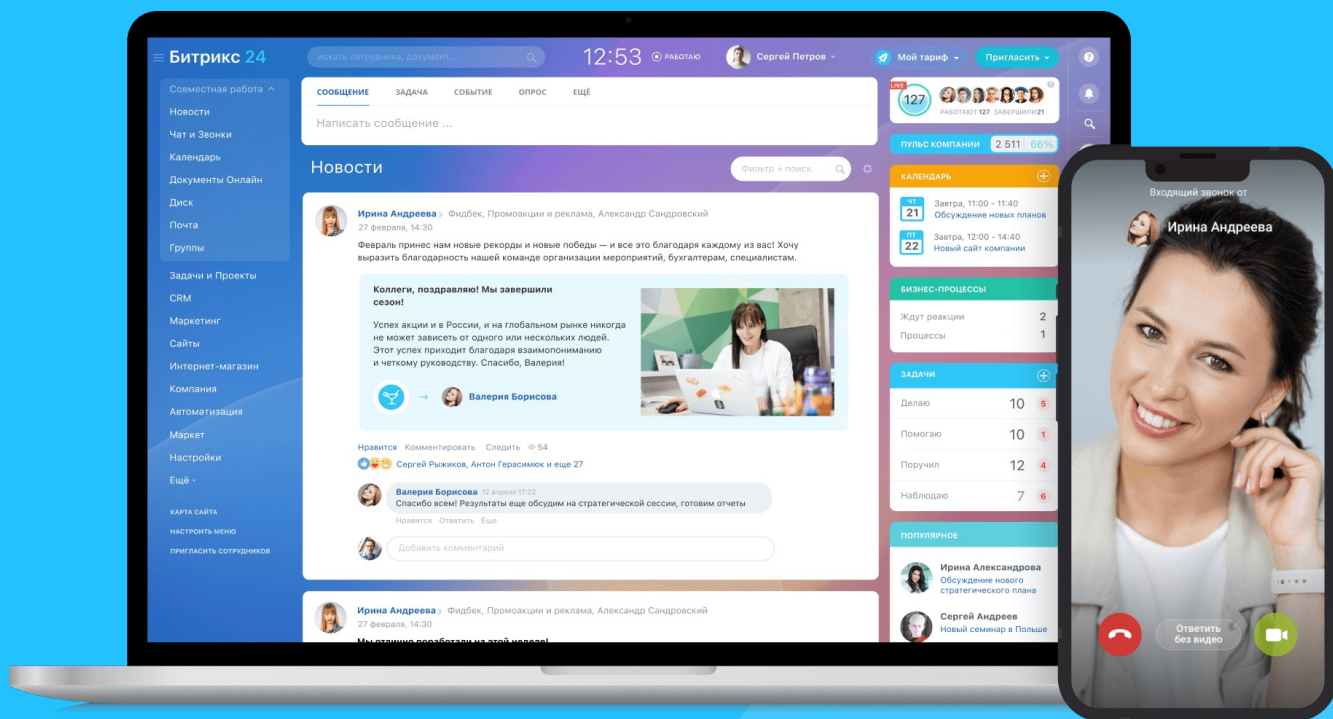 Битрикс 24
искать сотрудника, документ...
12:53
РАБОТАЮ
Сергей Петров
Мой тариф
Пригласить
Совместная работа
Новости
Чат и Звонки
Календарь
Документы Онлайн
Диск
Почта
Группы
Задачи и Проекты
CRM
Маркетинг
Сайты
Интернет-магазин
Компания
Автоматизация
Маркет
Настройки
Ещё
КАРТА САЙТА
НАСТРОИТЬ МЕНЮ
ПРИГЛАСИТЬ СОТРУДНИКОВ
СООБЩЕНИЕ ЗАДАЧА СОБЫТИЕ ОПРОС ЕЩЁ
Написать сообщение ...
Новости
Фильтр + поиск
Ирина Андреева > Фидбек, Промоакции и реклама, Александр Сандровский
27 февраля, 14:30
Февраль принес нам новые рекорды и новые победы — и все это благодаря каждому из вас! Хочу
выразить благодарность нашей команде организации мероприятий, бухгалтерам, специалистам.
Коллеги, поздравляю! Мы завершили
сезон!
Успех акции и в России, и на глобальном рынке никогда
не может зависеть от одного или нескольких людей.
Этот успех приходит благодаря взаимопониманию
и четкому руководству. Спасибо, Валерия!
Валерия Борисова
Нравится Комментировать Следить 54
Сергей Рыжиков, Антон Герасимюк и еще 27
Валерия Борисова 12 апреля 17:22
Спасибо всем! Результаты еще обсудим на стратегической сессии, готовим отчеты
Нравится Ответить Еще
Добавить комментарий
Ирина Андреева > Фидбек, Промоакции и реклама, Александр Сандровский
27 февраля, 14:30
Мы отлично поработали на этой неделе!
LIVE
127
РАБОТАЮТ 127 ЗАВЕРШИЛИ 21
ПУЛЬС КОМПАНИИ 2 511 66%
КАЛЕНДАРЬ
ЧТ
21
Завтра, 11:00 - 11:40
Обсуждение новых планов
ПТ
22
Завтра, 12:00 - 14:40
Новый сайт компании
БИЗНЕС-ПРОЦЕССЫ
Ждут реакции 2
Процессы 1
ЗАДАЧИ
Делаю 10 5
Помогаю 10 1
Поручил 12 4
Наблюдаю 7 6
ПОПУЛЯРНОЕ
Ирина Александрова
Обсуждение нового
стратегического плана
Сергей Андреев
Новый семинар в Польше
Входящий звонок от
Ирина Андреева
Ответить
без видео